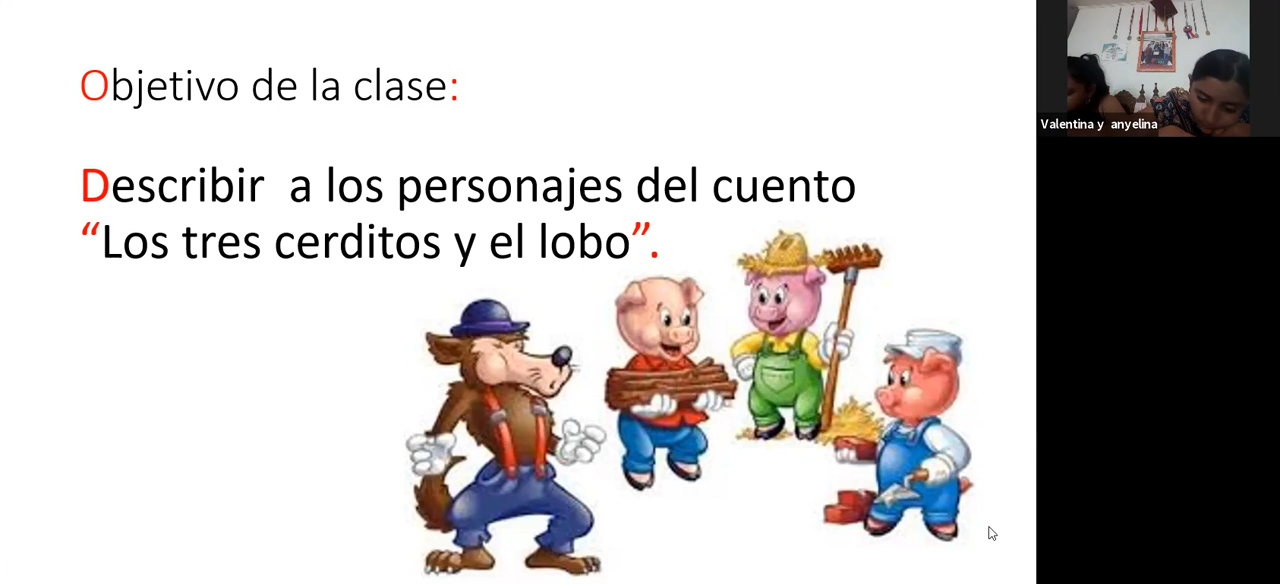 Objetivo de la clase:
Describir a los personajes del cuento
“Los tres cerditos y el lobo”.
Valentina y anyelina